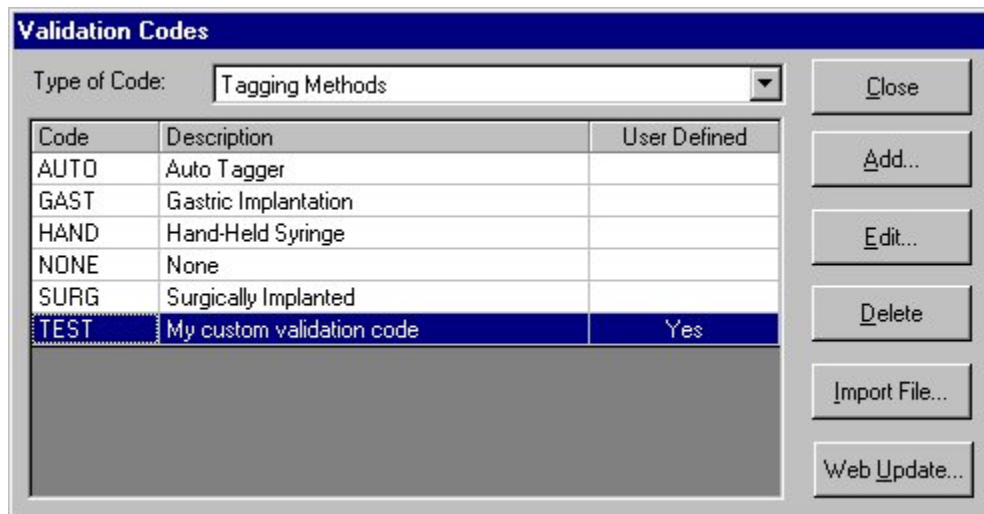 Validation Codes
Type of Code: Tagging Methods
Close
Code Description User Defined
AUTO Auto Tagger
Add...
GAST Gastric Implantation
HAND Hand-Held Syringe
Edit...
NONE None
SURG Surgically Implanted
Delete
TEST My custom validation code Yes
Import File...
Web Update...